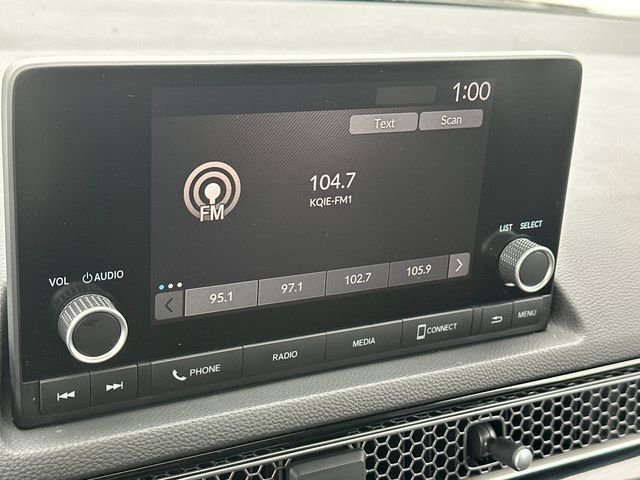 1:00
Text Scan
104.7
KQIE-FM1
FM
LIST SELECT
VOL AUDIO
95.1 97.1 102.7 105.9
PHONE RADIO MEDIA CONNECT MENU